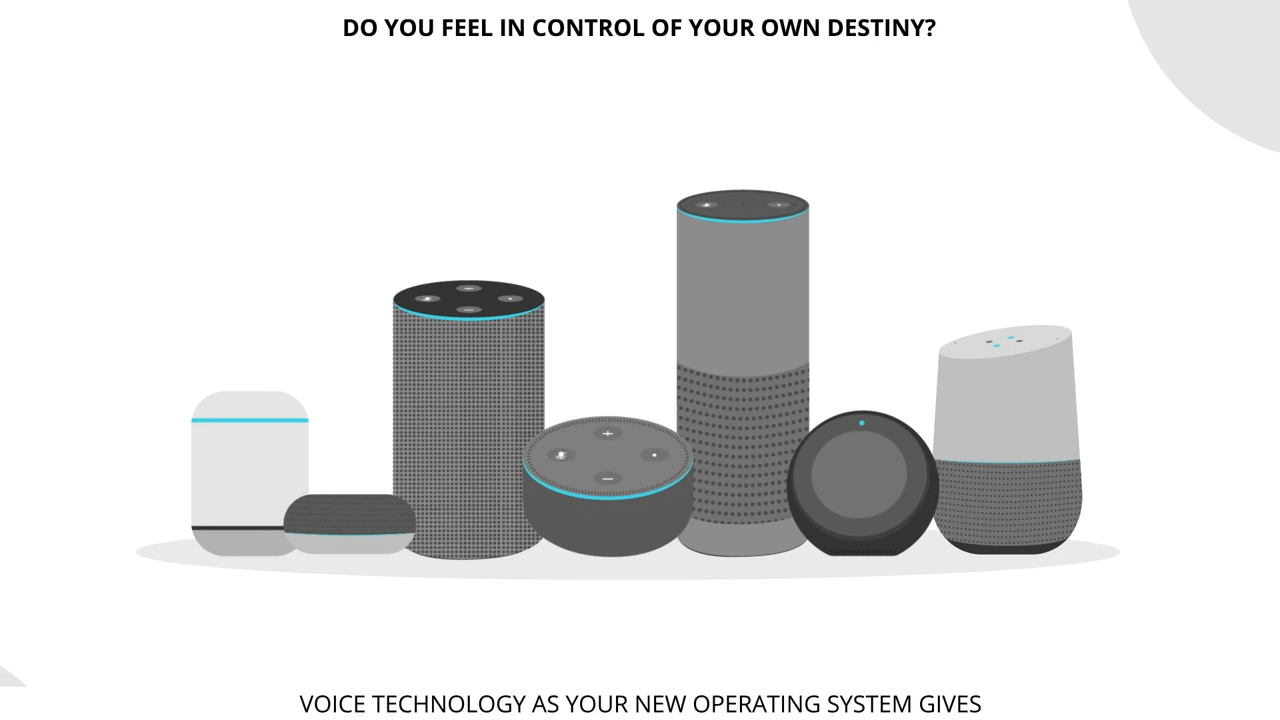 DO YOU FEEL IN CONTROL OF YOUR OWN DESTINY?
VOICE TECHNOLOGY AS YOUR NEW OPERATING SYSTEM GIVES